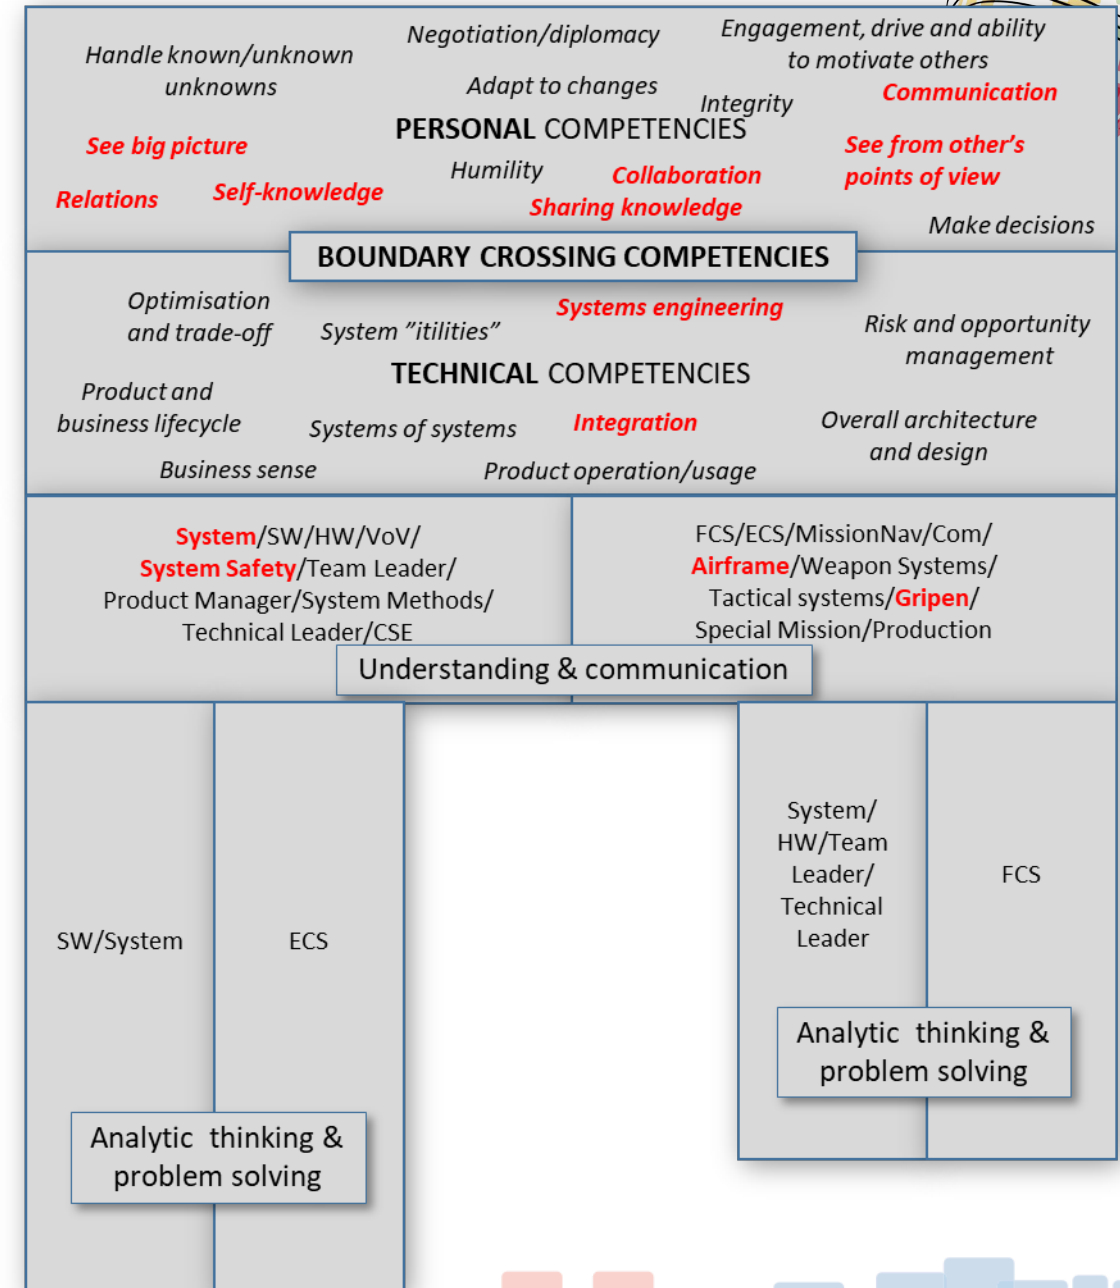 Handle known/unknown
unknowns
Negotiation/diplomacy
Engagement, drive and ability
to motivate others
Adapt to changes
Integrity
Communication
PERSONAL COMPETENCIES
See big picture
See from other's
points of view
Humility
Collaboration
Relations
Self-knowledge
Sharing knowledge
Make decisions
BOUNDARY CROSSING COMPETENCIES
Optimisation
and trade-off
System ”itilities”
Systems engineering
Risk and opportunity
management
TECHNICAL COMPETENCIES
Product and
business lifecycle
Systems of systems
Integration
Overall architecture
and design
Business sense
Product operation/usage
System/SW/HW/VoV/
System Safety/Team Leader/
Product Manager/System Methods/
Technical Leader/CSE
FCS/ECS/MissionNav/Com/
Airframe/Weapon Systems/
Tactical systems/Gripen/
Special Mission/Production
Understanding & communication
SW/System
ECS
System/
HW/Team
Leader/
Technical
Leader
FCS
Analytic thinking &
problem solving
Analytic thinking &
problem solving